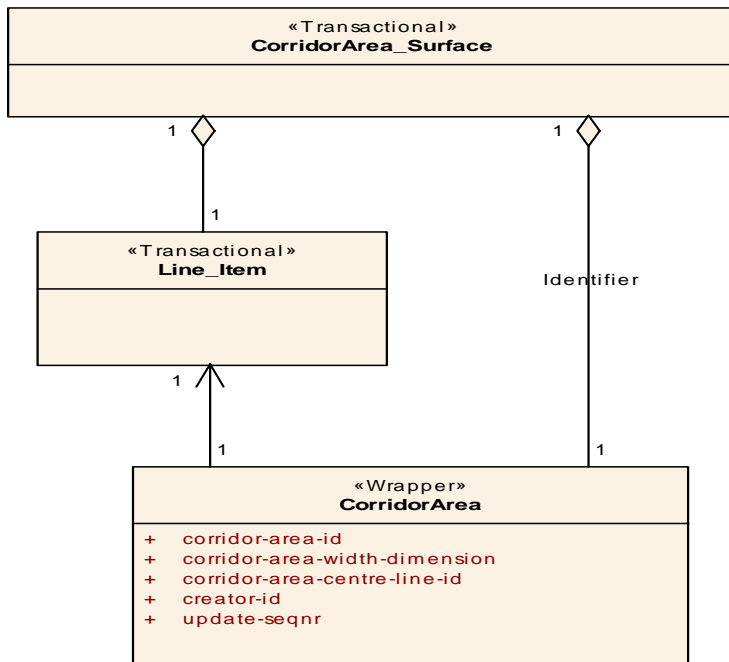 «Transactional»
CorridorArea_Surface
1
1
1
«Transactional»
Line_Item
Identifier
1
1
1
«Wrapper»
CorridorArea
+ corridor-area-id
+ corridor-area-width-dimension
+ corridor-area-centre-line-id
+ creator-id
+ update-seqnr